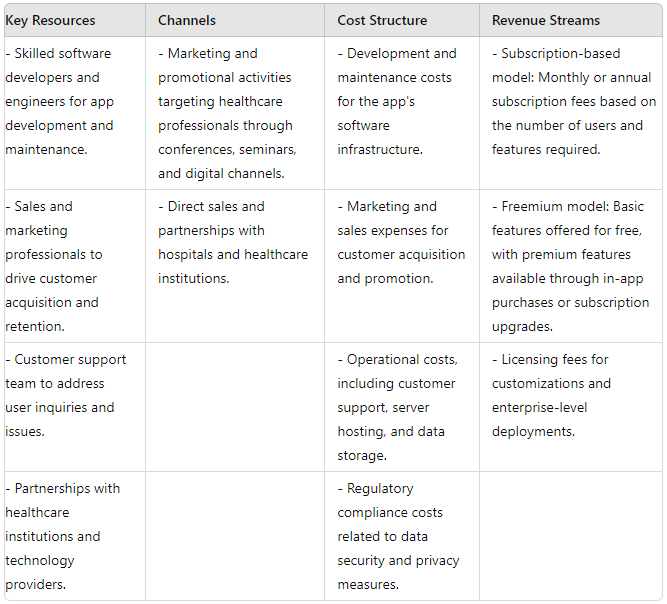 Key Resources
Channels
Cost Structure
Revenue Streams
- Skilled software
developers and
engineers for app
development and
maintenance.
- Marketing and
promotional activities
targeting healthcare
professionals through
conferences, seminars,
and digital channels.
- Development and
maintenance costs
for the app's
software
infrastructure.
- Subscription-based
model: Monthly or annual
subscription fees based on
the number of users and
features required.
- Sales and
marketing
professionals to
drive customer
acquisition and
retention.
- Direct sales and
partnerships with
hospitals and healthcare
institutions.
- Marketing and
sales expenses for
customer acquisition
and promotion.
- Freemium model: Basic
features offered for free,
with premium features
available through in-app
purchases or subscription
upgrades.
- Customer support
team to address
user inquiries and
issues.
- Operational costs,
including customer
support, server
hosting, and data
storage.
- Licensing fees for
customizations and
enterprise-level
deployments.
- Partnerships with
healthcare
institutions and
technology
providers.
- Regulatory
compliance costs
related to data
security and privacy
measures.